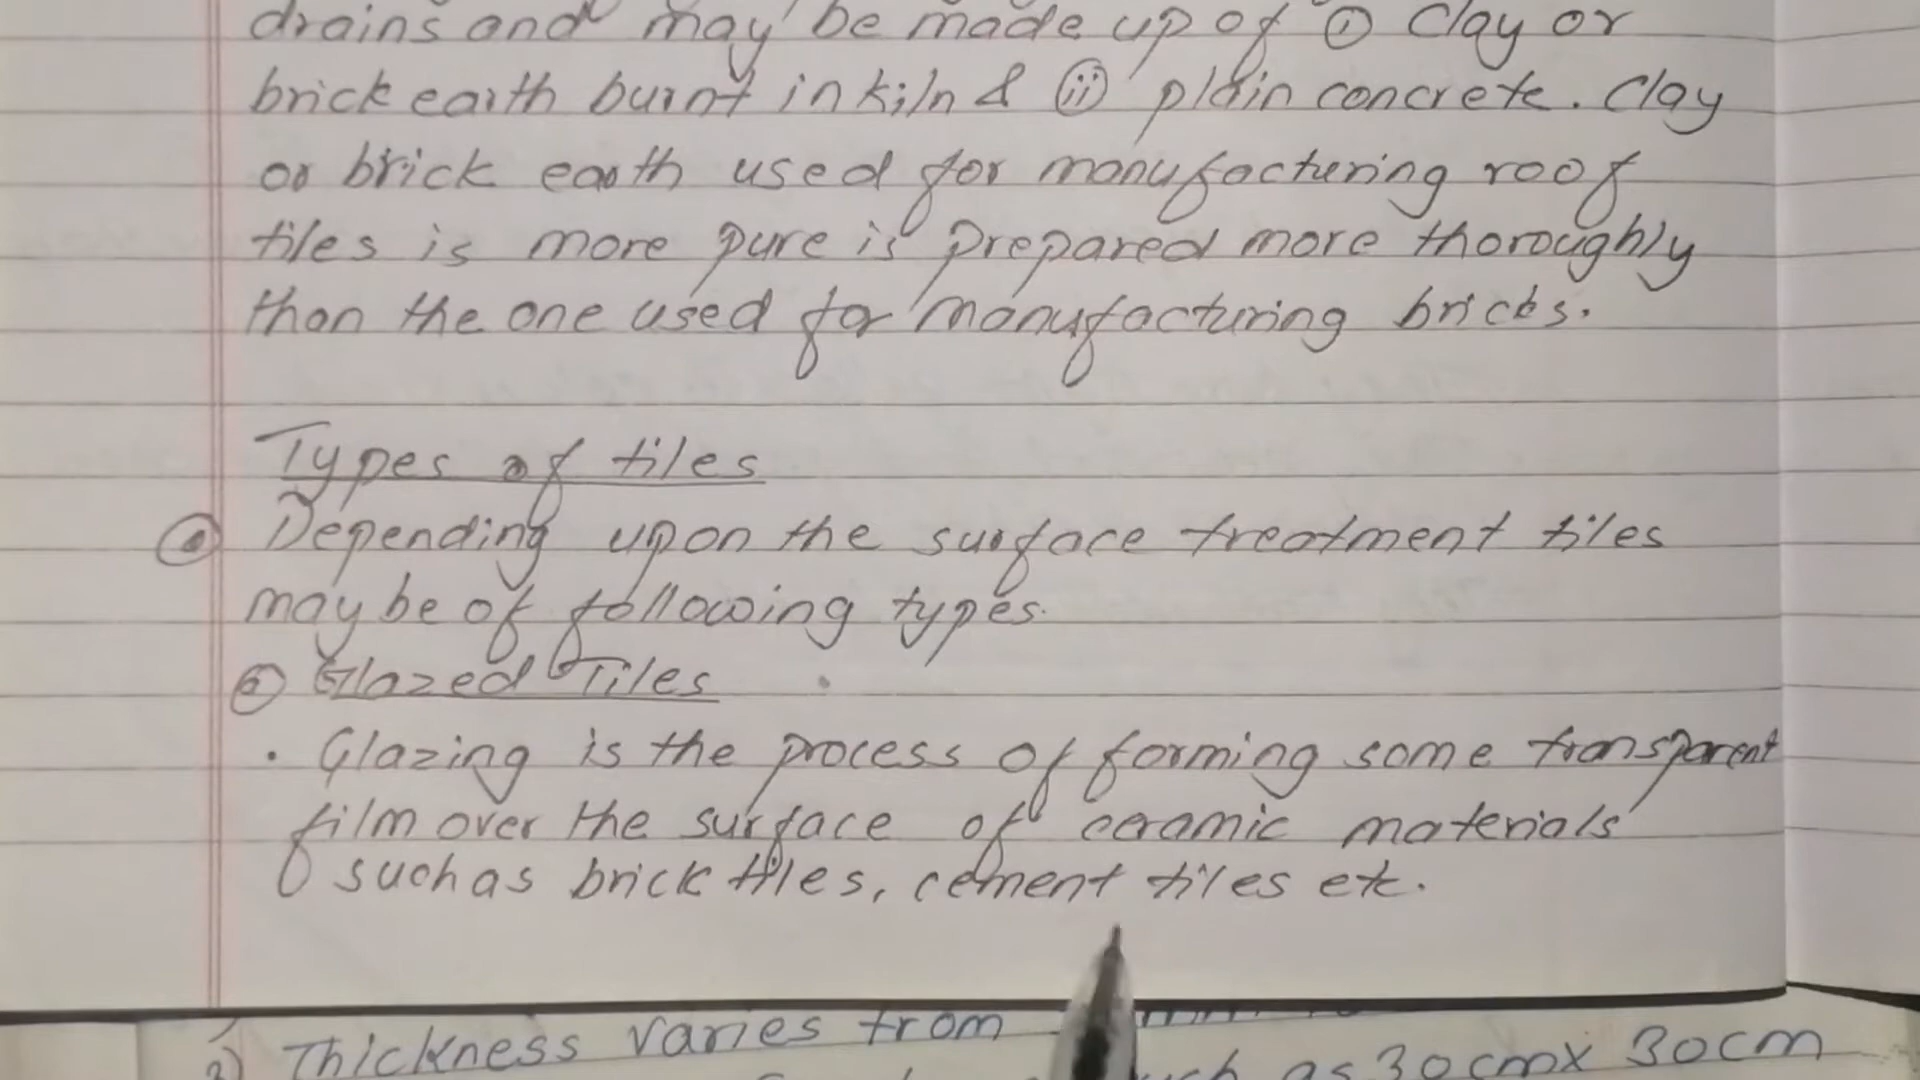 drains and may be made up of ① Clay or
brick earth burnt in kiln & ⓘⓘ plain concrete. Clay
or brick earth used for manufacturing roof
tiles is more pure is prepared more thoroughly
than the one used for manufacturing bricks.
Types of tiles
Depending upon the surface treatment tiles
may be of following types.
Glazed Tiles
• Glazing is the process of forming some transparent
film over the surface of ceramic materials
such as brick tiles, cement tiles etc.
Thickness varies from
as 30cm x 30cm